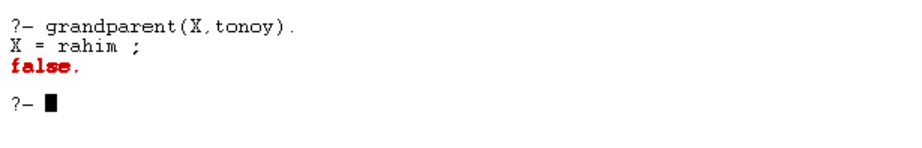 ?- grandparent(X,tonoy).
X = rahim ;
false.
?-